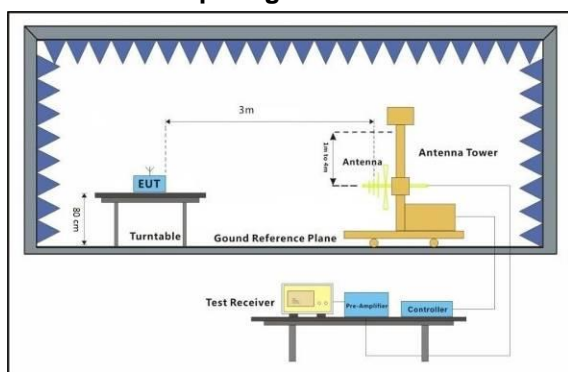 3m
1m to 4m
Antenna
Antenna Tower
EUT
80 cm
Turntable
Gound Reference Plane
Test Receiver
Pre-Amplifier
Controller